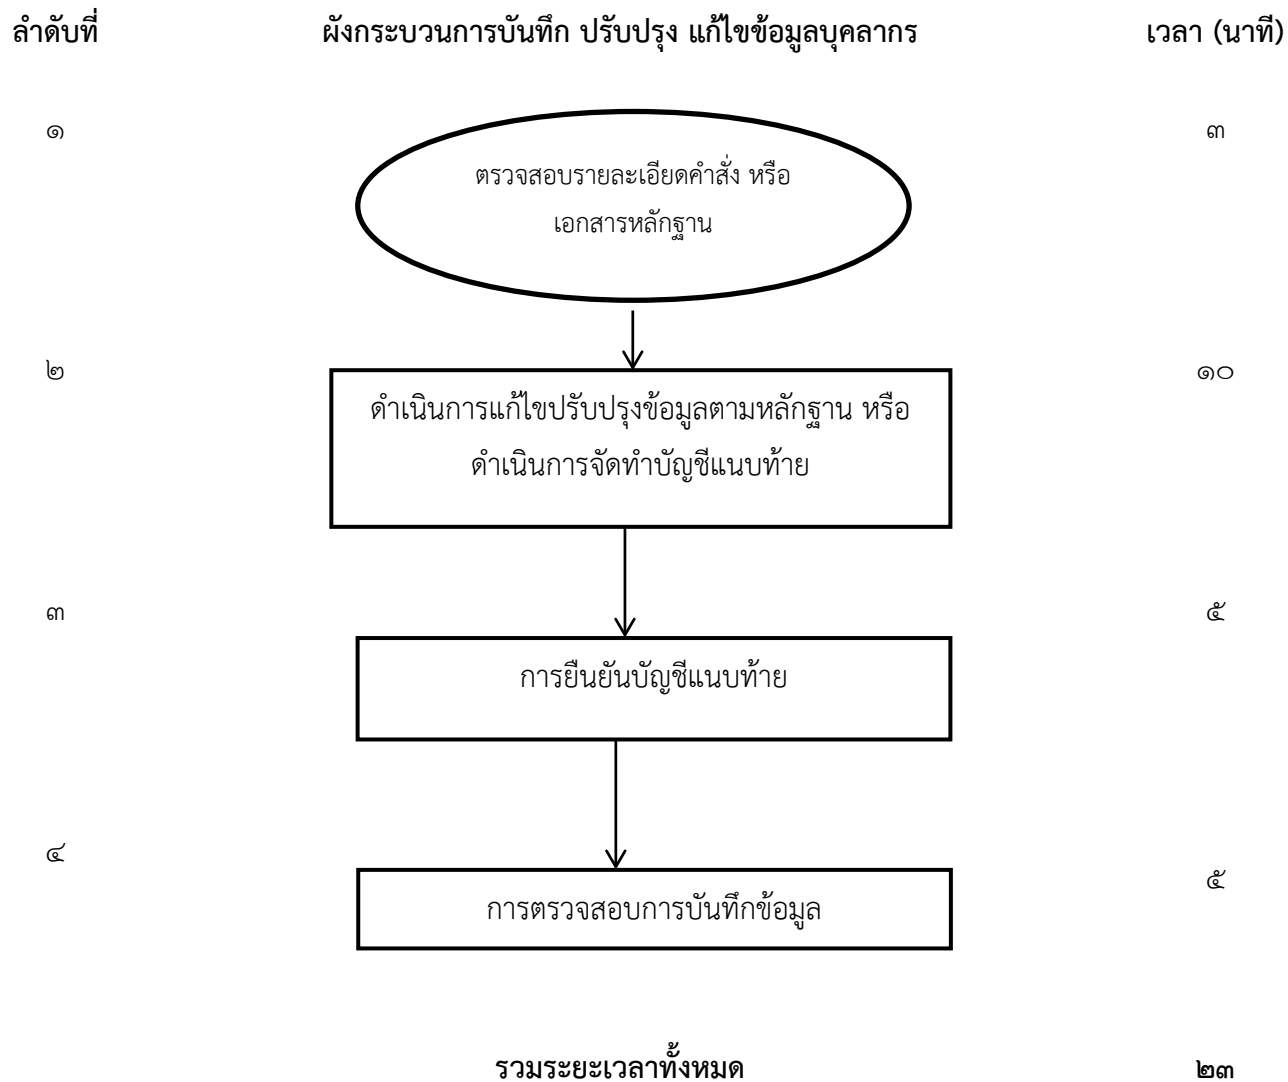 ลำดับที่ ผังกระบวนการบันทึก ปรับปรุง แก้ไขข้อมูลบุคลากร เวลา (นาที)
๑ ๓
ตรวจสอบรายละเอียดคำสั่ง หรือ
เอกสารหลักฐาน
๒ ๑๐
ดำเนินการแก้ไขปรับปรุงข้อมูลตามหลักฐาน หรือ
ดำเนินการจัดทำบัญชีแนบท้าย
๓ ๕
การยืนยันบัญชีแนบท้าย
๔ ๕
การตรวจสอบการบันทึกข้อมูล
รวมระยะเวลาทั้งหมด ๒๓